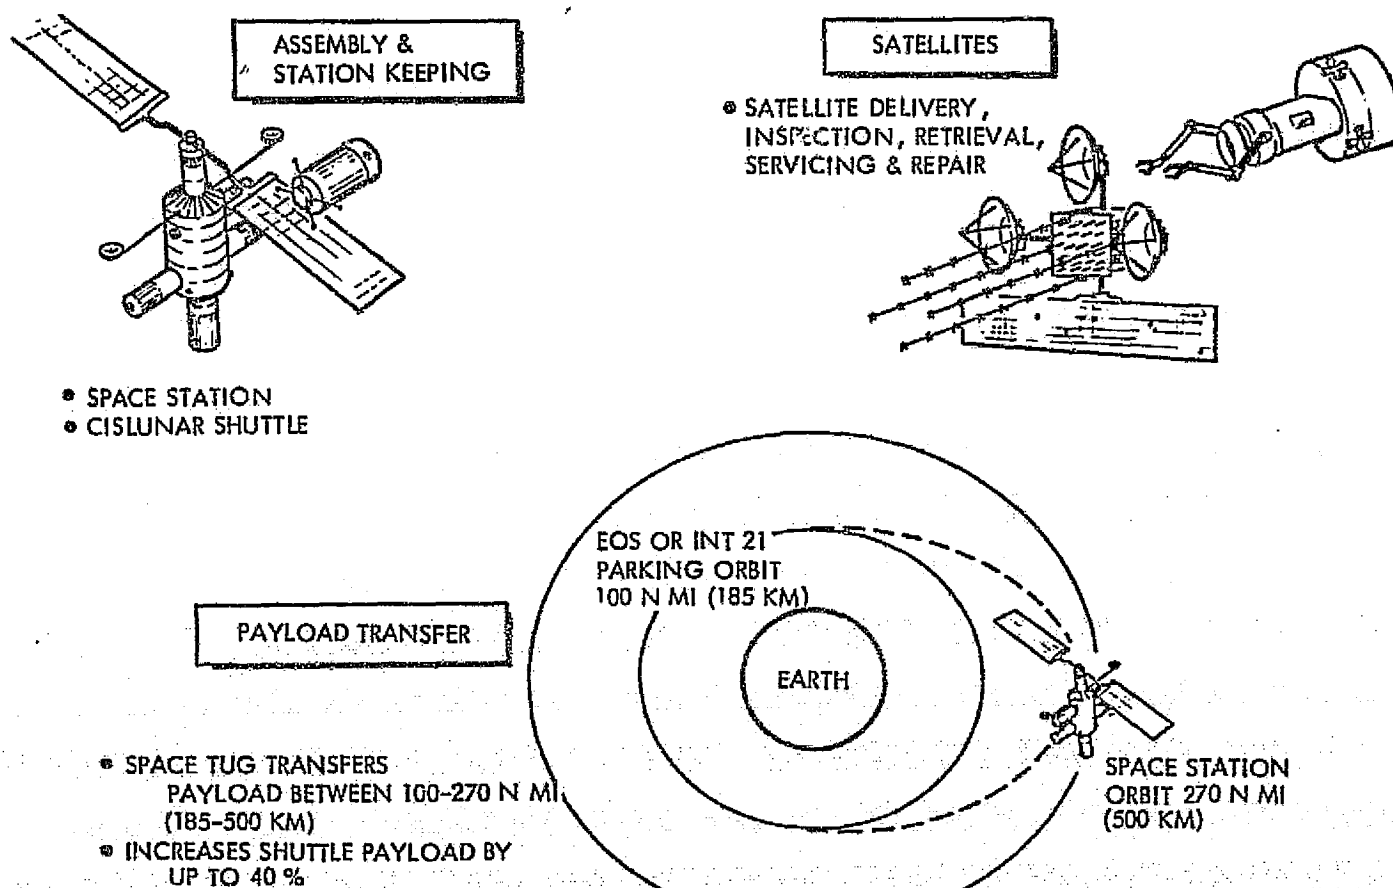 ASSEMBLY &
STATION KEEPING
• SPACE STATION
• CISLUNAR SHUTTLE
SATELLITES
• SATELLITE DELIVERY,
INSPECTION, RETRIEVAL,
SERVICING & REPAIR
PAYLOAD TRANSFER
• SPACE TUG TRANSFERS
PAYLOAD BETWEEN 100-270 N MI
(185-500 KM)
• INCREASES SHUTTLE PAYLOAD BY
UP TO 40 %
EOS OR INT 21
PARKING ORBIT
100 N MI (185 KM)
EARTH
SPACE STATION
ORBIT 270 N MI
(500 KM)